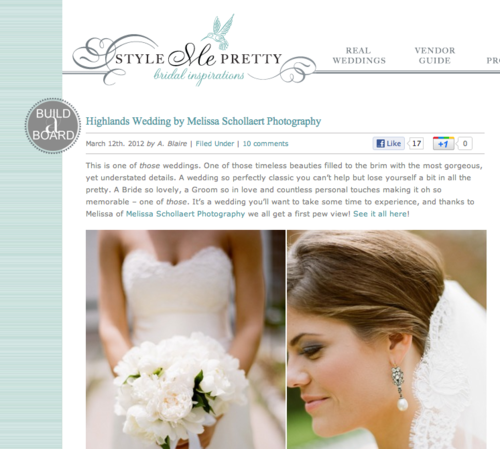 STYLE Me PRETTY
bridal inspirations
REAL
WEDDINGS
VENDOR
GUIDE
PRO
BUILD
a
BOARD
Highlands Wedding by Melissa Schollaert Photography
March 12th. 2012 by A. Blaire | Filed Under | 10 comments
Like 17 +1 0
This is one of those weddings. One of those timeless beauties filled to the brim with the most gorgeous,
yet understated details. A wedding so perfectly classic you can't help but lose yourself a bit in all the
pretty. A Bride so lovely, a Groom so in love and countless personal touches making it oh so
memorable – one of those. It's a wedding you'll want to take some time to experience, and thanks to
Melissa of Melissa Schollaert Photography we all get a first pew view! See it all here!